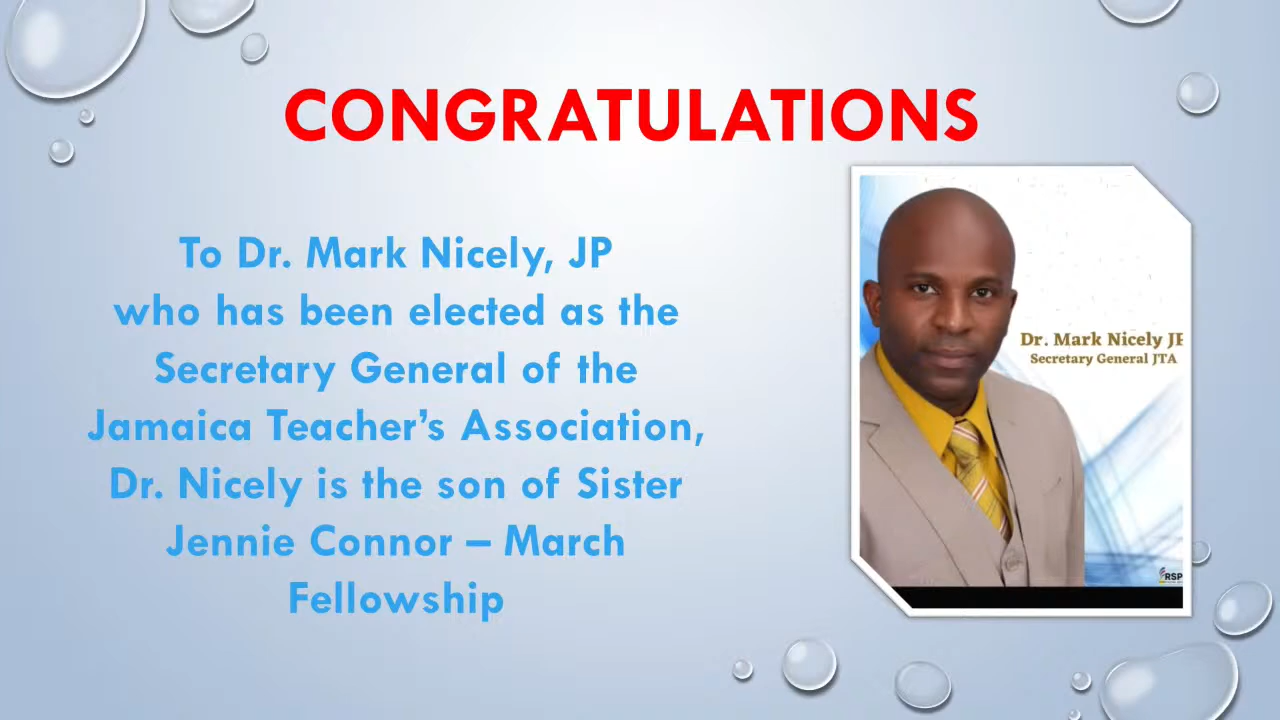 CONGRATULATIONS
To Dr. Mark Nicely, JP
who has been elected as the
Secretary General of the
Jamaica Teacher’s Association,
Dr. Nicely is the son of Sister
Jennie Connor – March
Fellowship
Dr. Mark Nicely JP
Secretary General JTA
RSP